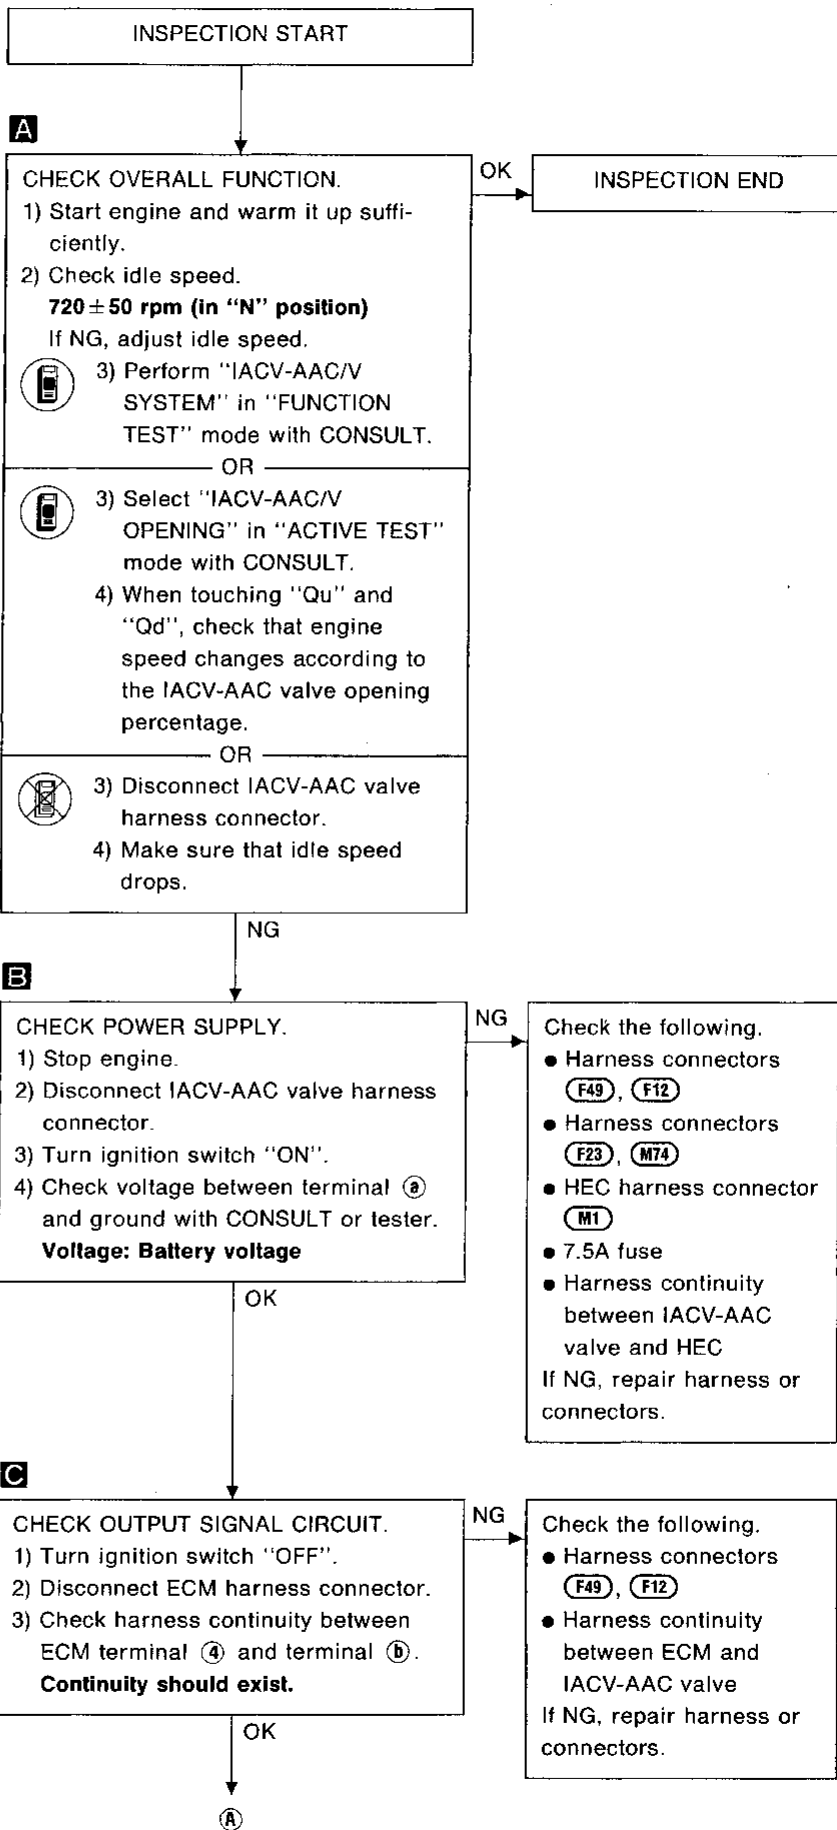 INSPECTION START
A
CHECK OVERALL FUNCTION.
1) Start engine and warm it up suffi-
ciently.
2) Check idle speed.
720±50 rpm (in “N” position)
If NG, adjust idle speed.
3) Perform “IACV-AAC/V
SYSTEM” in “FUNCTION
TEST” mode with CONSULT.
OR
3) Select “IACV-AAC/V
OPENING” in “ACTIVE TEST”
mode with CONSULT.
4) When touching “Qu” and
“Qd”, check that engine
speed changes according to
the IACV-AAC valve opening
percentage.
OR
3) Disconnect IACV-AAC valve
harness connector.
4) Make sure that idle speed
drops.
OK
INSPECTION END
NG
B
CHECK POWER SUPPLY.
1) Stop engine.
2) Disconnect IACV-AAC valve harness
connector.
3) Turn ignition switch “ON”.
4) Check voltage between terminal ⓐ
and ground with CONSULT or tester.
Voltage: Battery voltage
NG
Check the following.
● Harness connectors
F49, F12
● Harness connectors
F23, M74
● HEC harness connector
M1
● 7.5A fuse
● Harness continuity
between IACV-AAC
valve and HEC
If NG, repair harness or
connectors.
OK
C
CHECK OUTPUT SIGNAL CIRCUIT.
1) Turn ignition switch “OFF”.
2) Disconnect ECM harness connector.
3) Check harness continuity between
ECM terminal ④ and terminal ⓑ.
Continuity should exist.
NG
Check the following.
● Harness connectors
F49, F12
● Harness continuity
between ECM and
IACV-AAC valve
If NG, repair harness or
connectors.
OK
Ⓐ